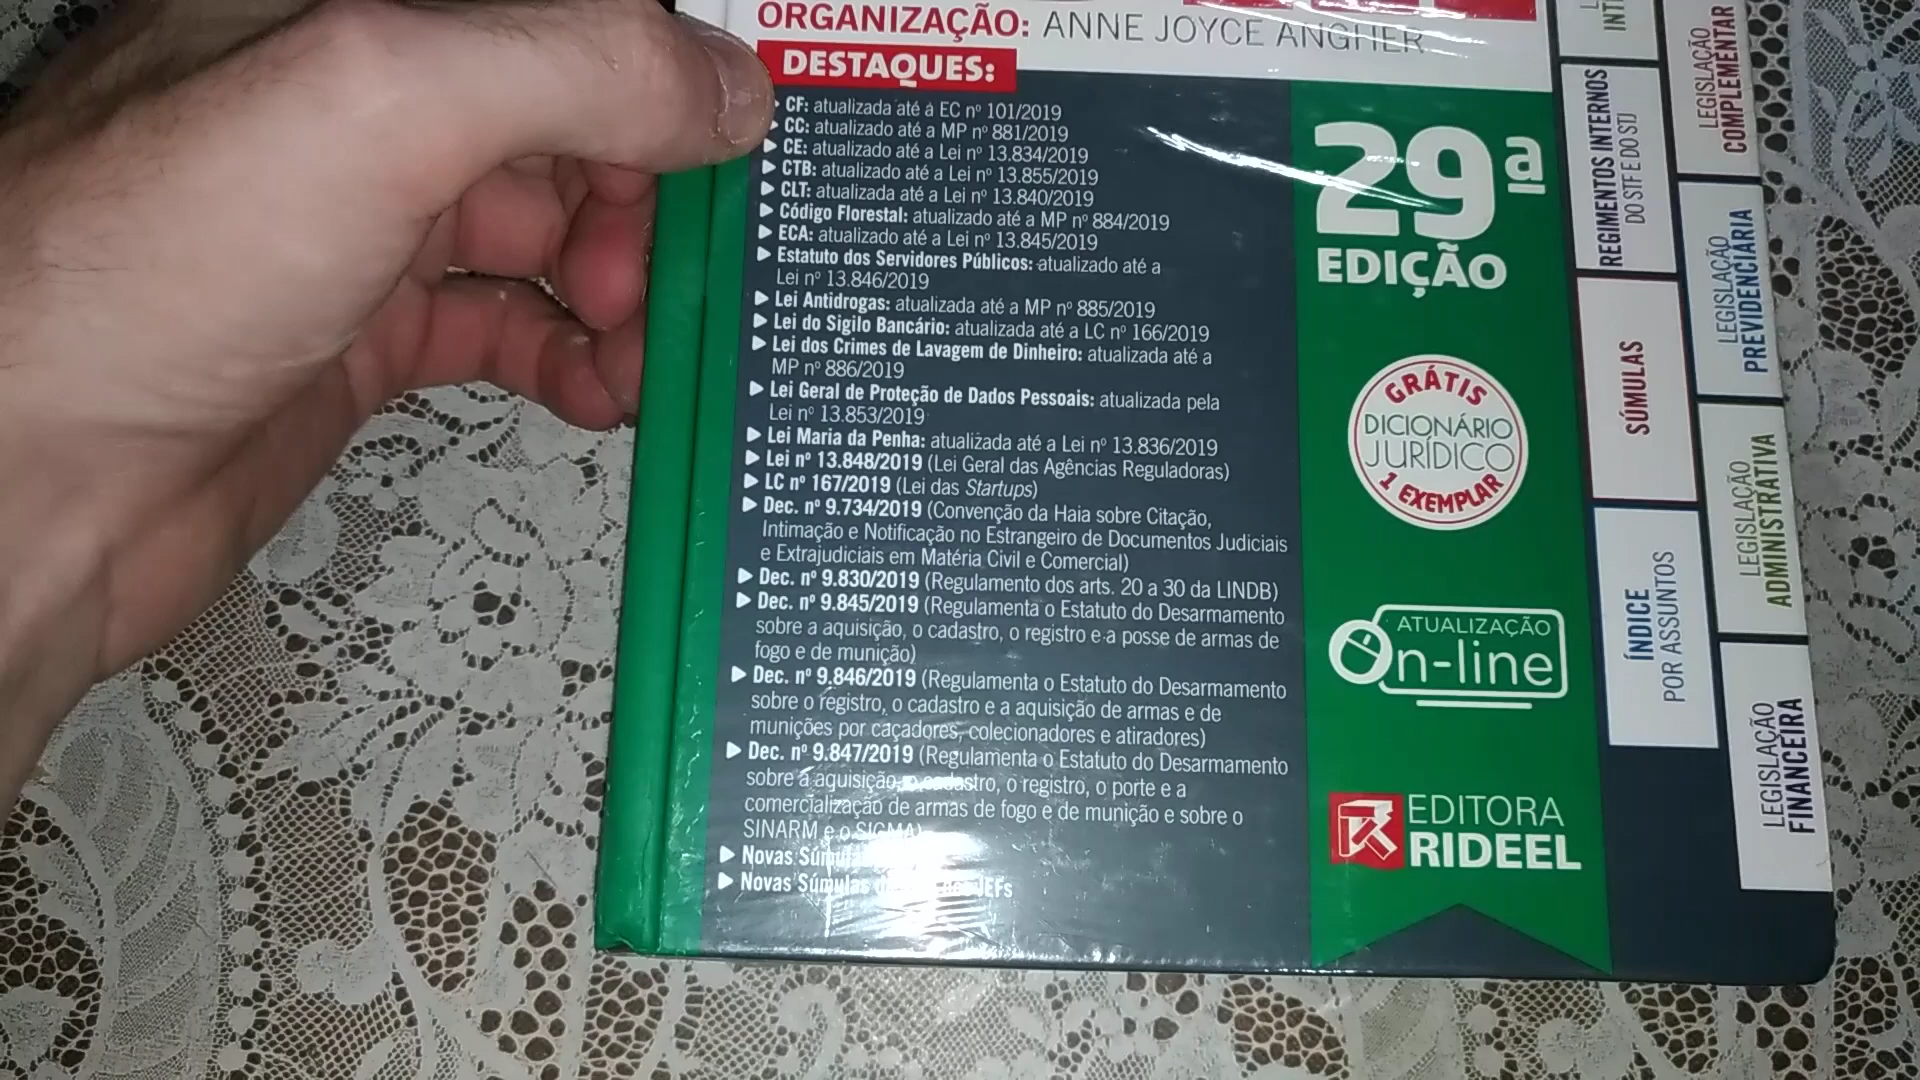 ORGANIZAÇÃO: ANNE JOYCE ANGHER
DESTAQUES:
CF: atualizada até a EC nº 101/2019
CC: atualizado até a MP nº 881/2019
CE: atualizado até a Lei nº 13.834/2019
CTB: atualizado até a Lei nº 13.855/2019
CLT: atualizada até a Lei nº 13.840/2019
Código Florestal: atualizado até a MP nº 884/2019
ECA: atualizado até a Lei nº 13.845/2019
Estatuto dos Servidores Públicos: atualizado até a
Lei nº 13.846/2019
Lei Antidrogas: atualizada até a MP nº 885/2019
Lei do Sigilo Bancário: atualizada até a LC nº 166/2019
Lei dos Crimes de Lavagem de Dinheiro: atualizada até a
MP nº 886/2019
Lei Geral de Proteção de Dados Pessoais: atualizada pela
Lei nº 13.853/2019
Lei Maria da Penha: atualizada até a Lei nº 13.836/2019
Lei nº 13.848/2019 (Lei Geral das Agências Reguladoras)
LC nº 167/2019 (Lei das Startups)
Dec. nº 9.734/2019 (Convenção da Haia sobre Citação,
Intimação e Notificação no Estrangeiro de Documentos Judiciais
e Extrajudiciais em Matéria Civil e Comercial)
Dec. nº 9.830/2019 (Regulamento dos arts. 20 a 30 da LINDB)
Dec. nº 9.845/2019 (Regulamenta o Estatuto do Desarmamento
sobre a aquisição, o cadastro, o registro e a posse de armas de
fogo e de munição)
Dec. nº 9.846/2019 (Regulamenta o Estatuto do Desarmamento
sobre o registro, o cadastro e a aquisição de armas e de
munições por caçadores, colecionadores e atiradores)
Dec. nº 9.847/2019 (Regulamenta o Estatuto do Desarmamento
sobre a aquisição, o cadastro, o registro, o porte e a
comercialização de armas de fogo e de munição e sobre o
SINARM e o SIGMA)
Novas
Novas Súmulas JEFs
29ª
EDIÇÃO
GRÁTIS
DICIONÁRIO
JURÍDICO
1 EXEMPLAR
ATUALIZAÇÃO
On-line
EDITORA
RIDEEL
REGIMENTOS INTERNOS
DO STF E DO STJ
SÚMULAS
ÍNDICE
POR ASSUNTOS
LEGISLAÇÃO
COMPLEMENTAR
LEGISLAÇÃO
PREVIDENCIÁRIA
LEGISLAÇÃO
ADMINISTRATIVA
LEGISLAÇÃO
FINANCEIRA